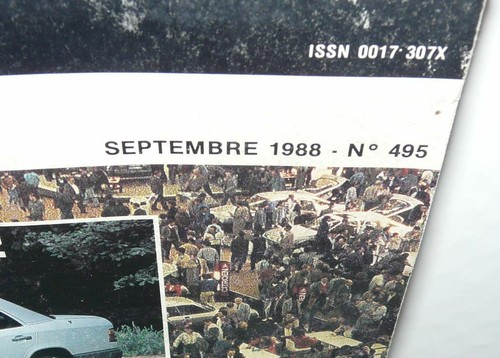 ISSN 0017-307X
SEPTEMBRE 1988 - N° 495